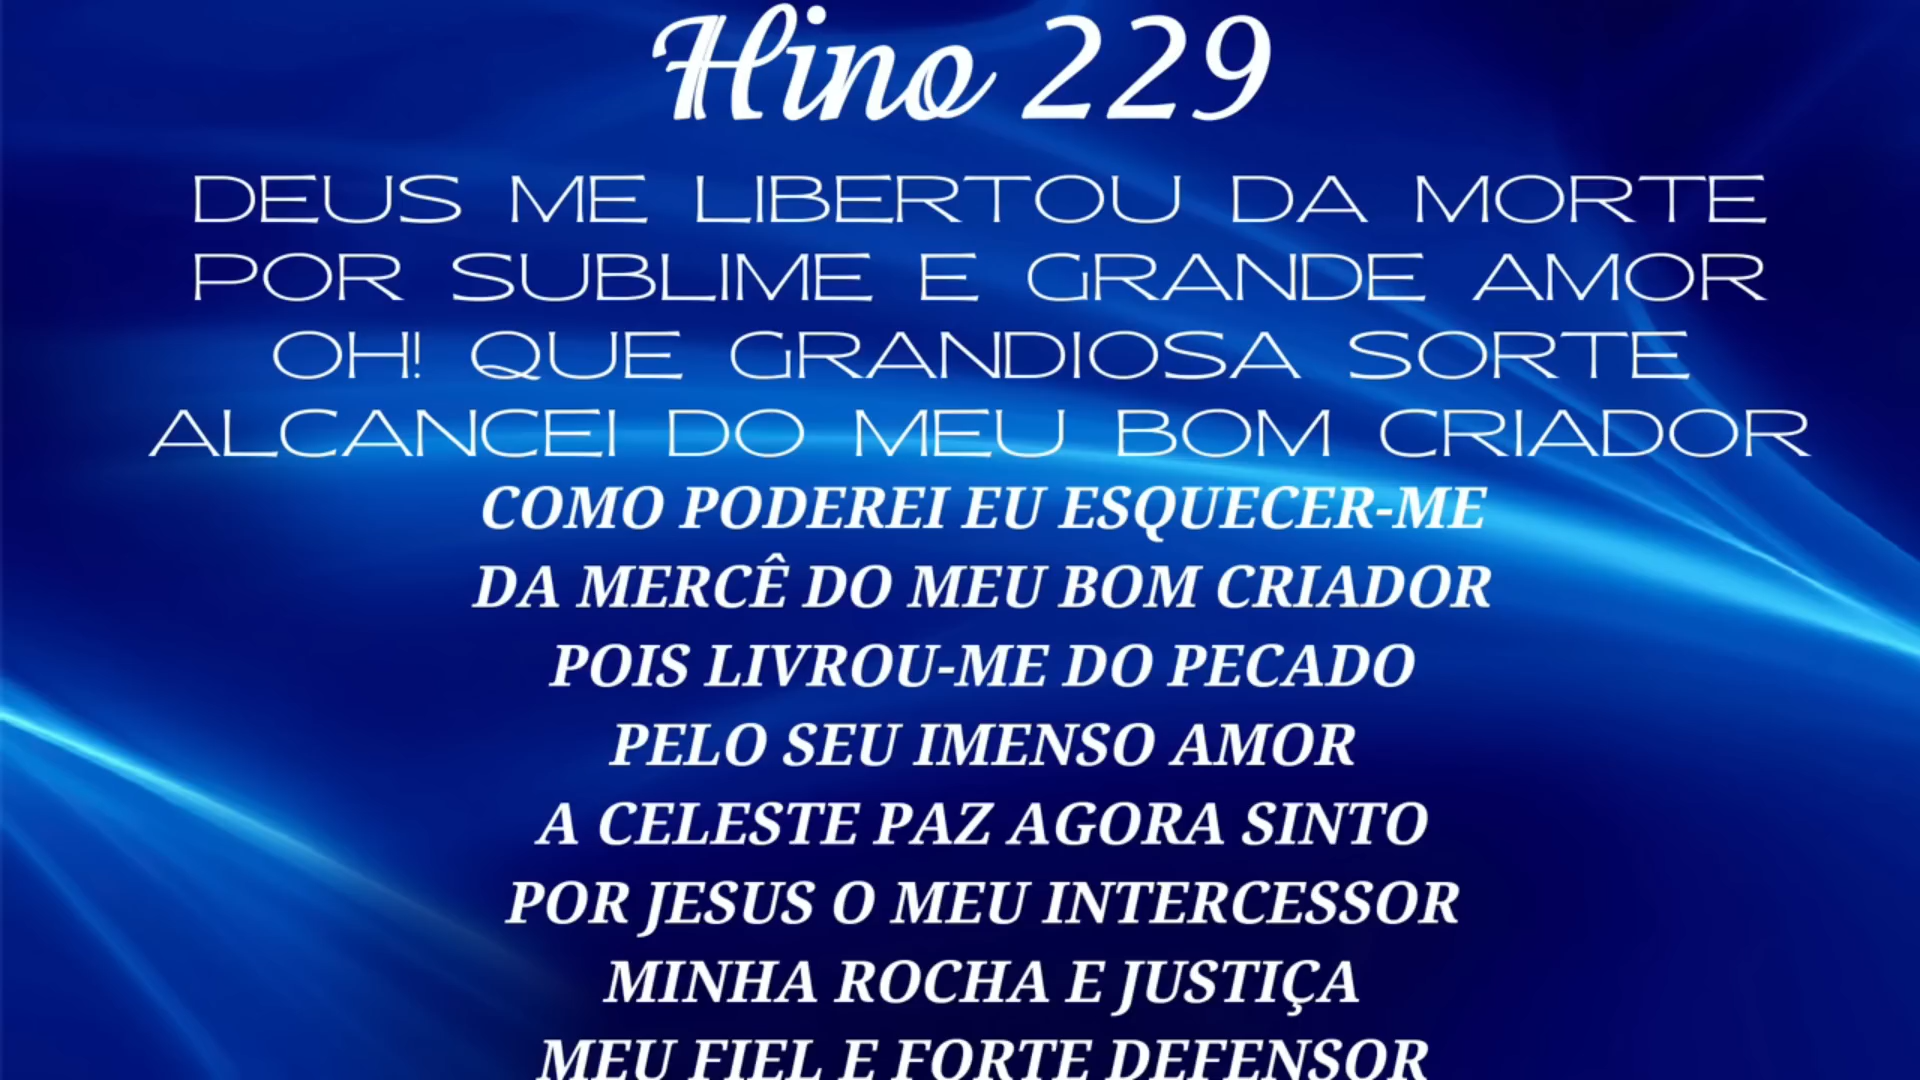 Hino 229
DEUS ME LIBERTOU DA MORTE
POR SUBLIME E GRANDE AMOR
OH! QUE GRANDIOSA SORTE
ALCANCEI DO MEU BOM CRIADOR
COMO PODEREI EU ESQUECER-ME
DA MERCÊ DO MEU BOM CRIADOR
POIS LIVROU-ME DO PECADO
PELO SEU IMENSO AMOR
A CELESTE PAZ AGORA SINTO
POR JESUS O MEU INTERCESSOR
MINHA ROCHA E JUSTIÇA
MEU FIEL E FORTE DEFENSOR